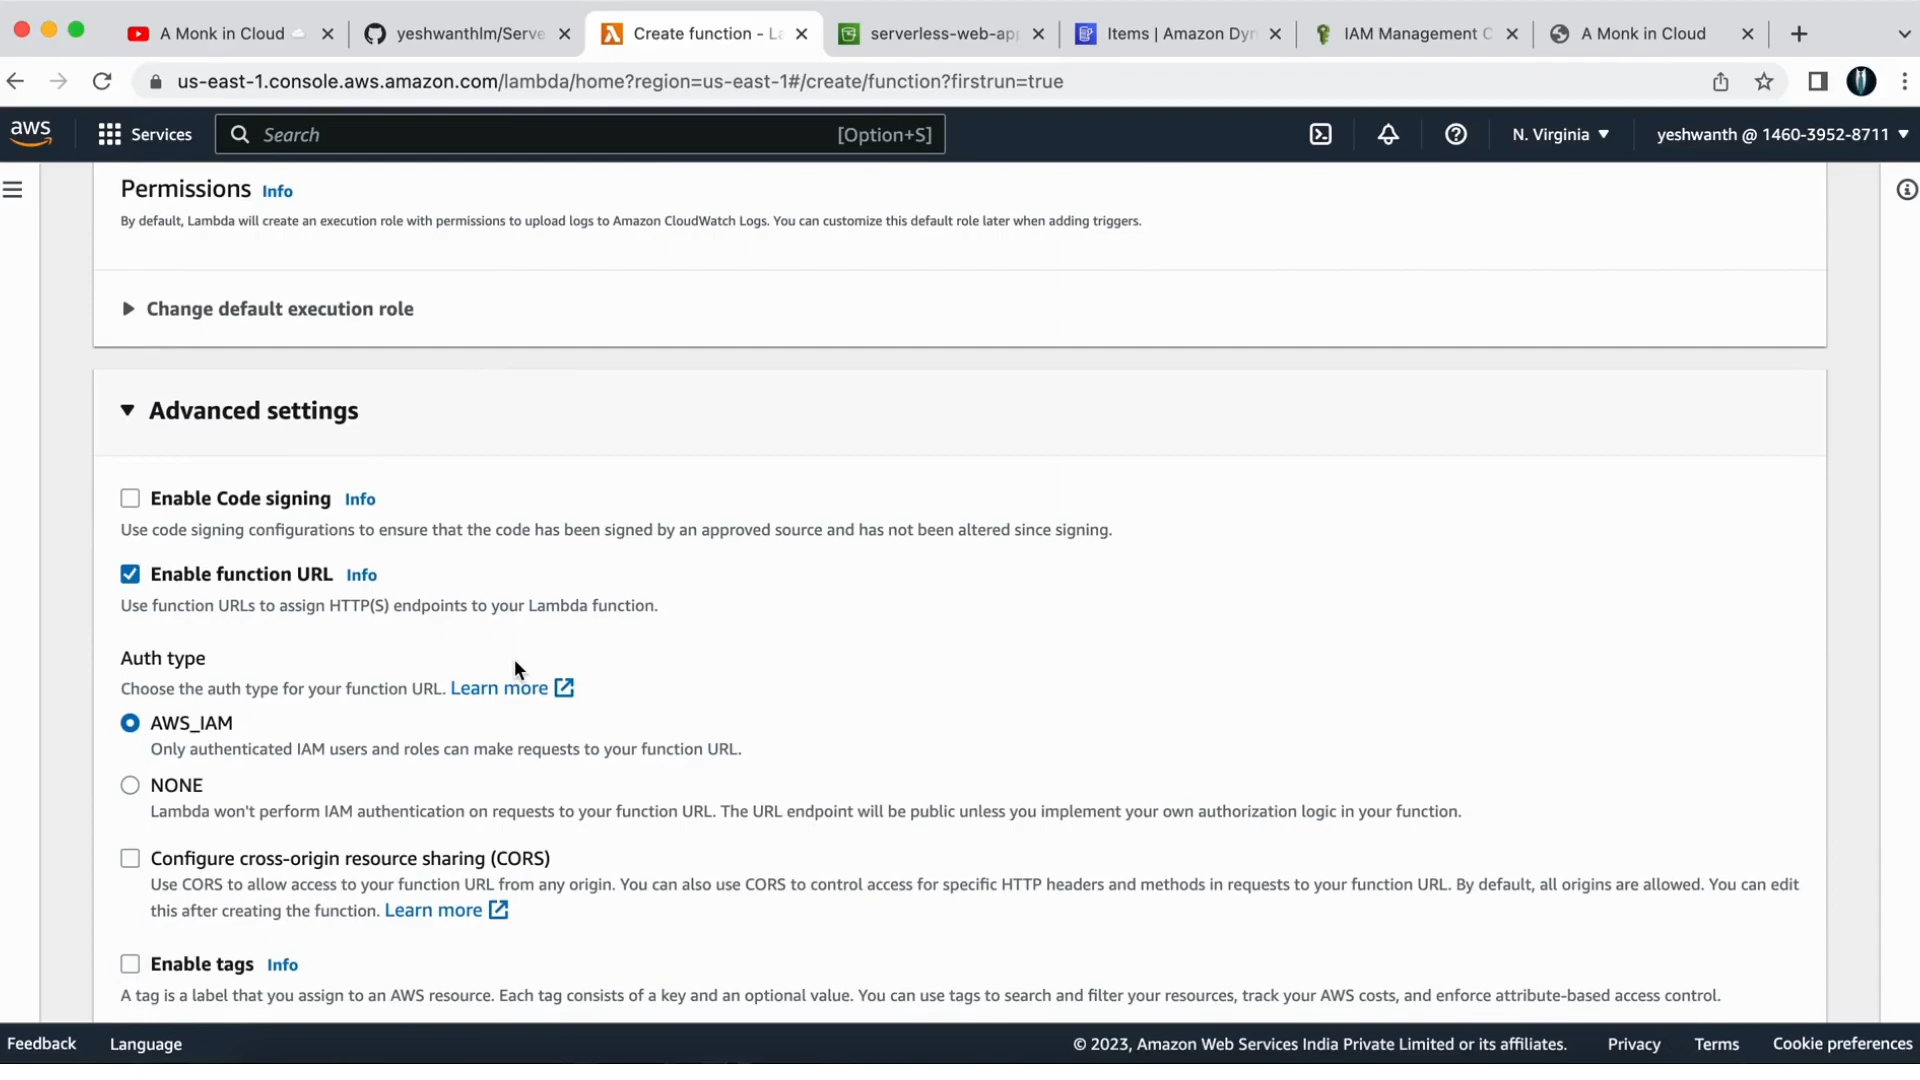 A Monk in Cloud
yeshwanthlm/Serve
Create function - La
serverless-web-app
Items | Amazon Dyn
IAM Management C
A Monk in Cloud
us-east-1.console.aws.amazon.com/lambda/home?region=us-east-1#/create/function?firstrun=true
aws
Services
Search
[Option+S]
N. Virginia
yeshwanth @ 1460-3952-8711
Permissions Info
By default, Lambda will create an execution role with permissions to upload logs to Amazon CloudWatch Logs. You can customize this default role later when adding triggers.
Change default execution role
Advanced settings
Enable Code signing Info
Use code signing configurations to ensure that the code has been signed by an approved source and has not been altered since signing.
Enable function URL Info
Use function URLs to assign HTTP(S) endpoints to your Lambda function.
Auth type
Choose the auth type for your function URL. Learn more
AWS_IAM
Only authenticated IAM users and roles can make requests to your function URL.
NONE
Lambda won't perform IAM authentication on requests to your function URL. The URL endpoint will be public unless you implement your own authorization logic in your function.
Configure cross-origin resource sharing (CORS)
Use CORS to allow access to your function URL from any origin. You can also use CORS to control access for specific HTTP headers and methods in requests to your function URL. By default, all origins are allowed. You can edit
this after creating the function. Learn more
Enable tags Info
A tag is a label that you assign to an AWS resource. Each tag consists of a key and an optional value. You can use tags to search and filter your resources, track your AWS costs, and enforce attribute-based access control.
Feedback
Language
© 2023, Amazon Web Services India Private Limited or its affiliates.
Privacy
Terms
Cookie preferences